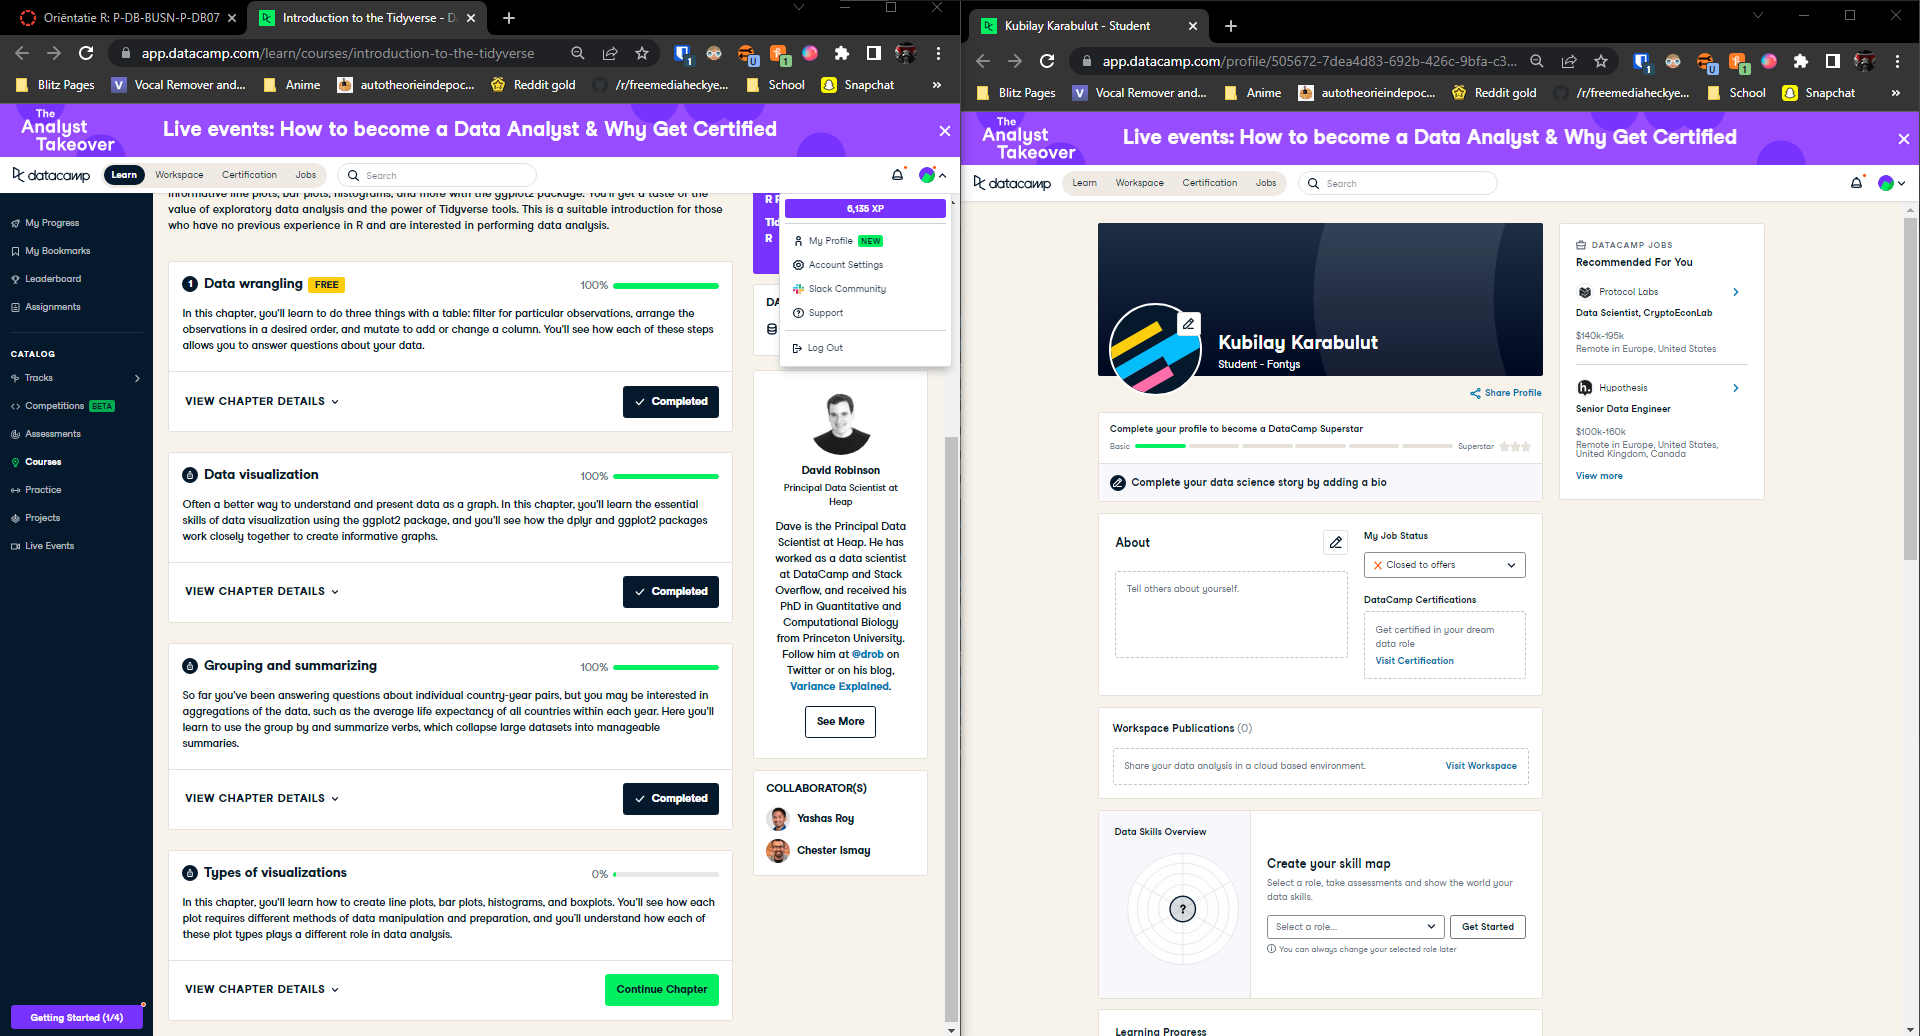 Oriëntatie R: P-DB-BUSN-P-DB07
Introduction to the Tidyverse - D
app.datacamp.com/learn/courses/introduction-to-the-tidyverse
Blitz Pages
Vocal Remover and...
Anime
autotheorieindepoc...
Reddit gold
/r/freemediaheckye...
School
Snapchat
»
The
Analyst
Takeover
Live events: How to become a Data Analyst & Why Get Certified
datacamp
Learn
Workspace
Certification
Jobs
Search
My Progress
My Bookmarks
Leaderboard
Assignments
CATALOG
Tracks
Competitions BETA
Assessments
Courses
Practice
Projects
Live Events
Getting Started (1/4)
informative line plots, bar plots, histograms, and more with the ggplot2 package. You'll get a taste of the
value of exploratory data analysis and the power of Tidyverse tools. This is a suitable introduction for those
who have no previous experience in R and are interested in performing data analysis.
1 Data wrangling FREE
100%
In this chapter, you'll learn to do three things with a table: filter for particular observations, arrange the
observations in a desired order, and mutate to add or change a column. You'll see how each of these steps
allows you to answer questions about your data.
VIEW CHAPTER DETAILS
Completed
Data visualization
100%
Often a better way to understand and present data as a graph. In this chapter, you'll learn the essential
skills of data visualization using the ggplot2 package, and you'll see how the dplyr and ggplot2 packages
work closely together to create informative graphs.
VIEW CHAPTER DETAILS
Completed
Grouping and summarizing
100%
So far you've been answering questions about individual country-year pairs, but you may be interested in
aggregations of the data, such as the average life expectancy of all countries within each year. Here you'll
learn to use the group by and summarize verbs, which collapse large datasets into manageable
summaries.
VIEW CHAPTER DETAILS
Completed
Types of visualizations
0%
In this chapter, you'll learn how to create line plots, bar plots, histograms, and boxplots. You'll see how each
plot requires different methods of data manipulation and preparation, and you'll understand how each of
these plot types plays a different role in data analysis.
VIEW CHAPTER DETAILS
Continue Chapter
6,135 XP
My Profile NEW
Account Settings
Slack Community
Support
Log Out
David Robinson
Principal Data Scientist at
Heap
Dave is the Principal Data
Scientist at Heap. He has
worked as a data scientist
at DataCamp and Stack
Overflow, and received his
PhD in Quantitative and
Computational Biology
from Princeton University.
Follow him at @drob on
Twitter or on his blog,
Variance Explained.
See More
COLLABORATOR(S)
Yashas Roy
Chester Ismay
Kubilay Karabulut - Student
app.datacamp.com/profile/505672-7dea4d83-692b-426c-9bfa-c3...
Blitz Pages
Vocal Remover and...
Anime
autotheorieindepoc...
Reddit gold
/r/freemediaheckye...
School
Snapchat
»
The
Analyst
Takeover
Live events: How to become a Data Analyst & Why Get Certified
datacamp
Learn
Workspace
Certification
Jobs
Search
Kubilay Karabulut
Student - Fontys
Share Profile
Complete your profile to become a DataCamp Superstar
Basic
Superstar
Complete your data science story by adding a bio
About
Tell others about yourself.
My Job Status
Closed to offers
DataCamp Certifications
Get certified in your dream
data role
Visit Certification
Workspace Publications (0)
Share your data analysis in a cloud based environment.
Visit Workspace
Data Skills Overview
?
Create your skill map
Select a role, take assessments and show the world your
data skills.
Select a role...
Get Started
You can always change your selected role later
Learning Progress
DATACAMP JOBS
Recommended For You
Protocol Labs
Data Scientist, CryptoEconLab
$140k-195k
Remote in Europe, United States
Hypothesis
Senior Data Engineer
$100k-160k
Remote in Europe, United States,
United Kingdom, Canada
View more